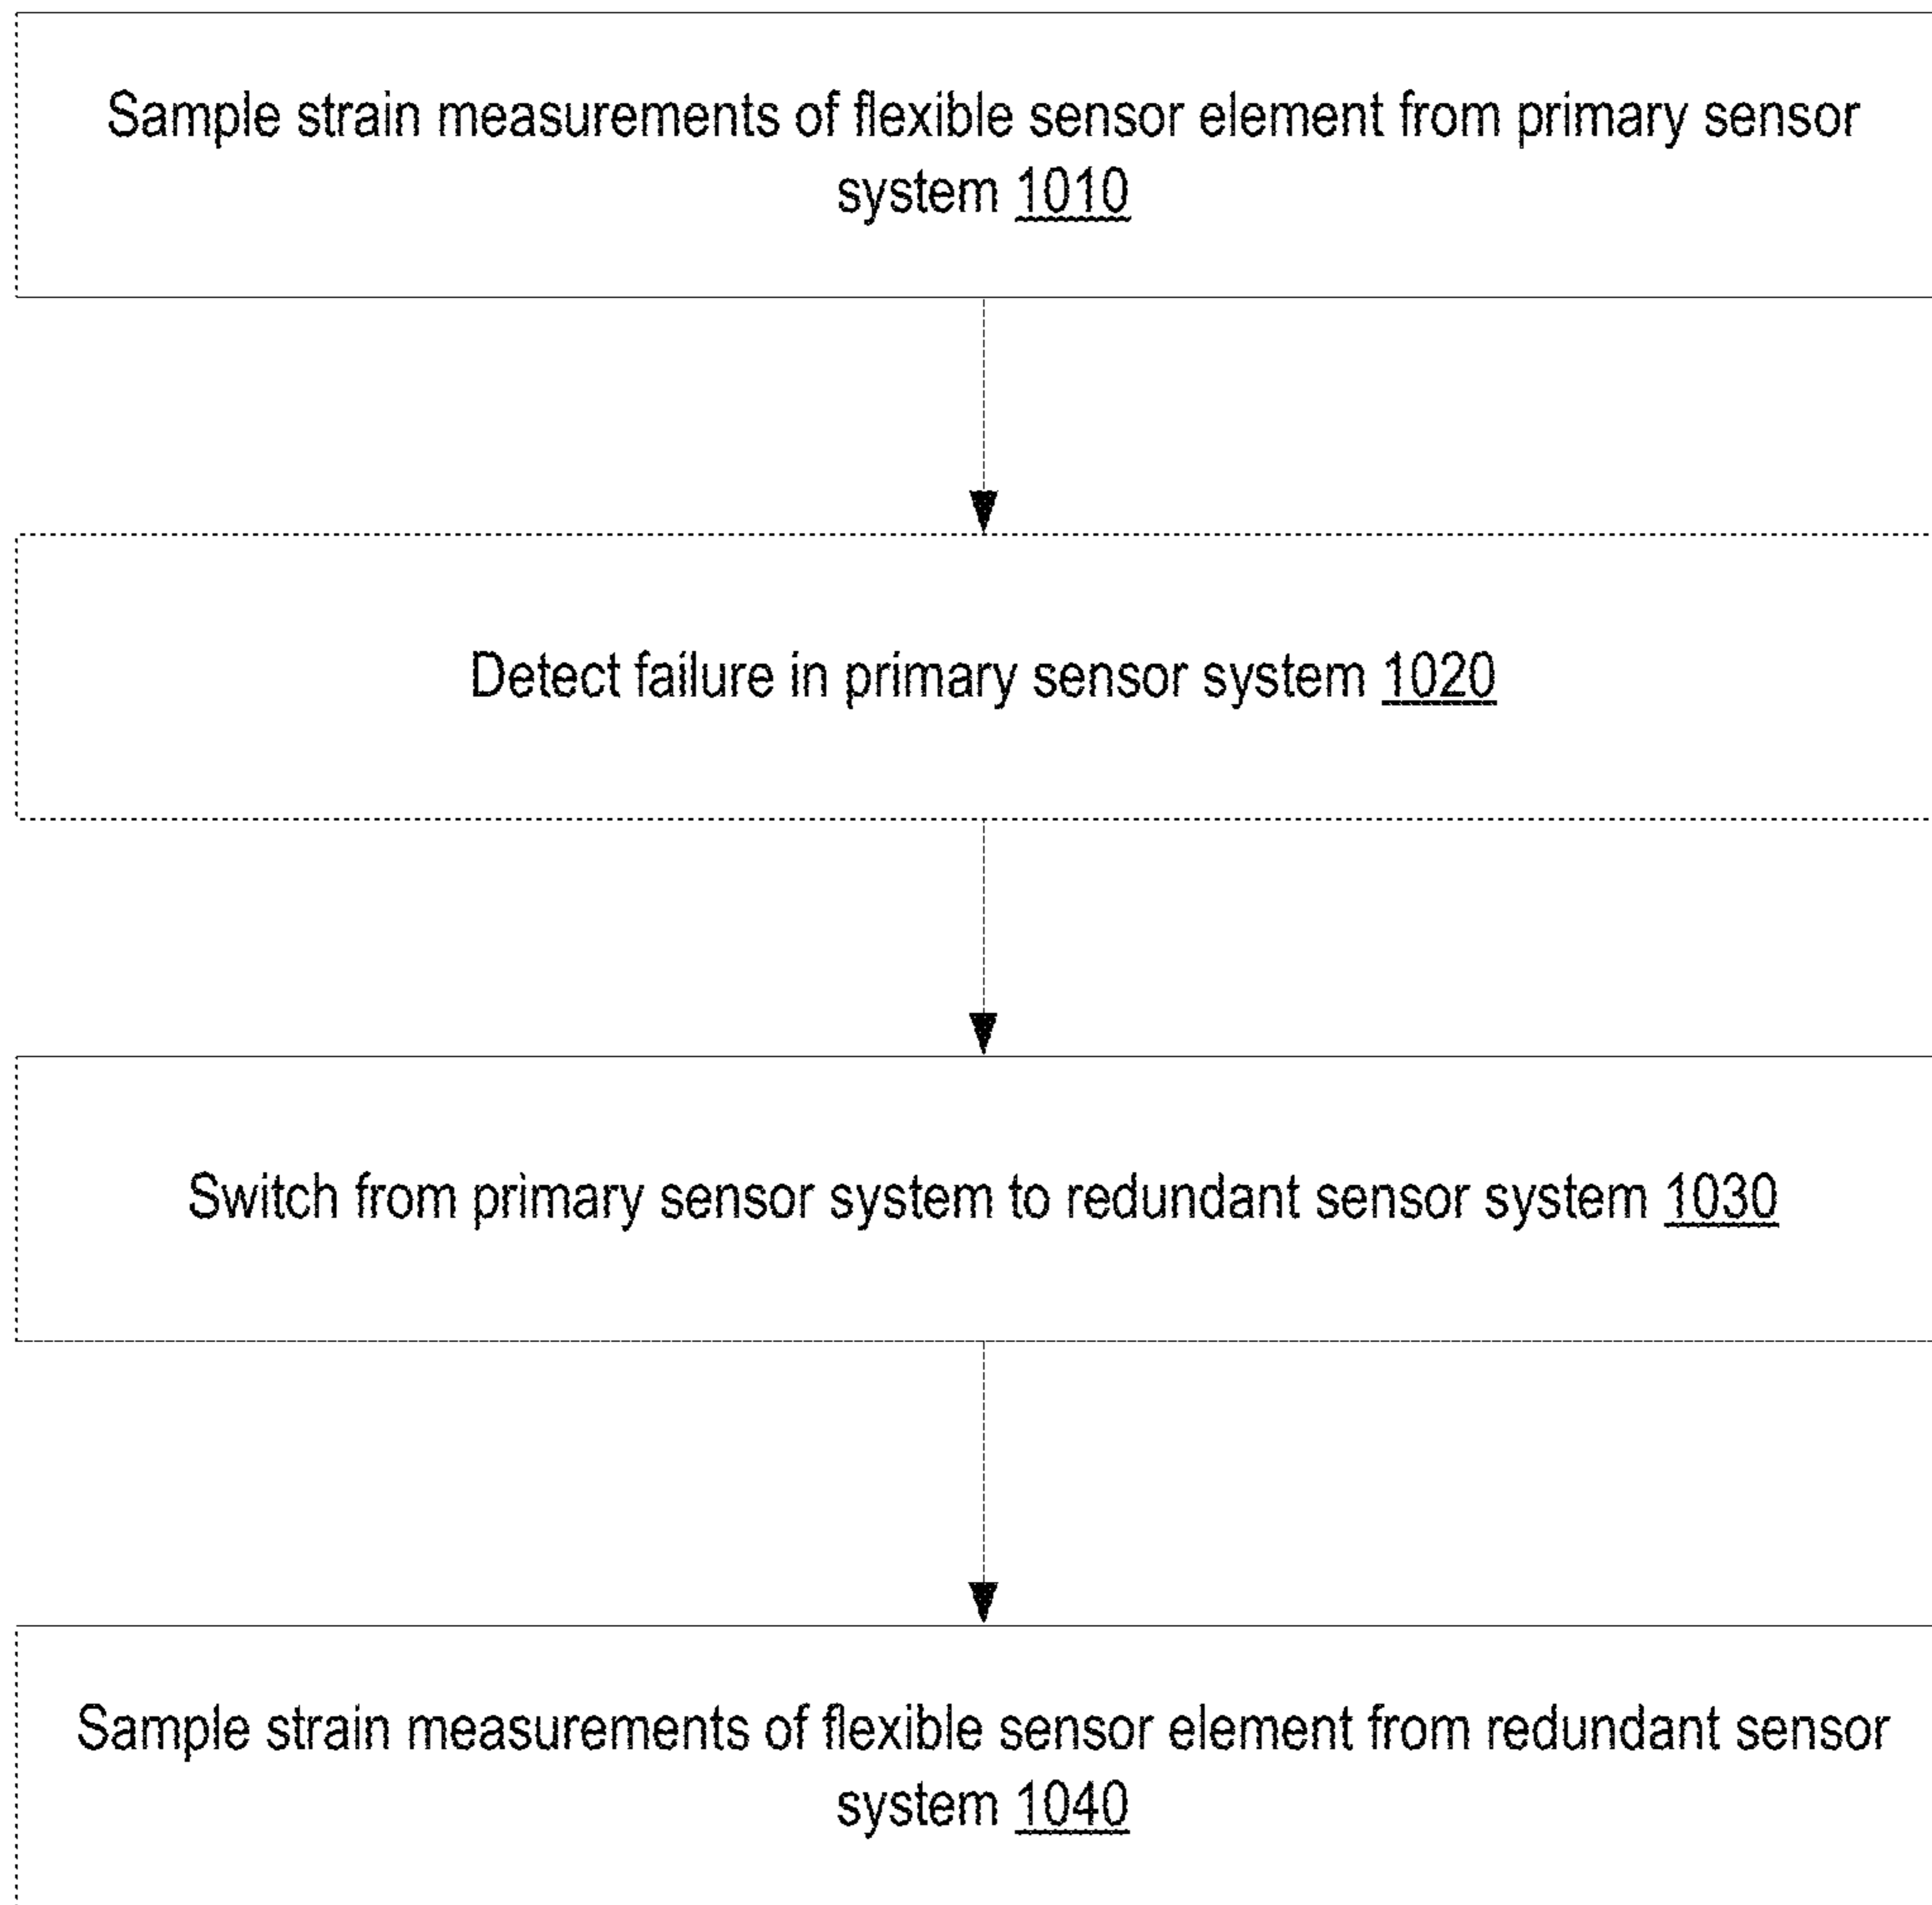 Sample strain measurements of flexible sensor element from primary sensor
system 1010
Detect failure in primary sensor system 1020
Switch from primary sensor system to redundant sensor system 1030
Sample strain measurements of flexible sensor element from redundant sensor
system 1040